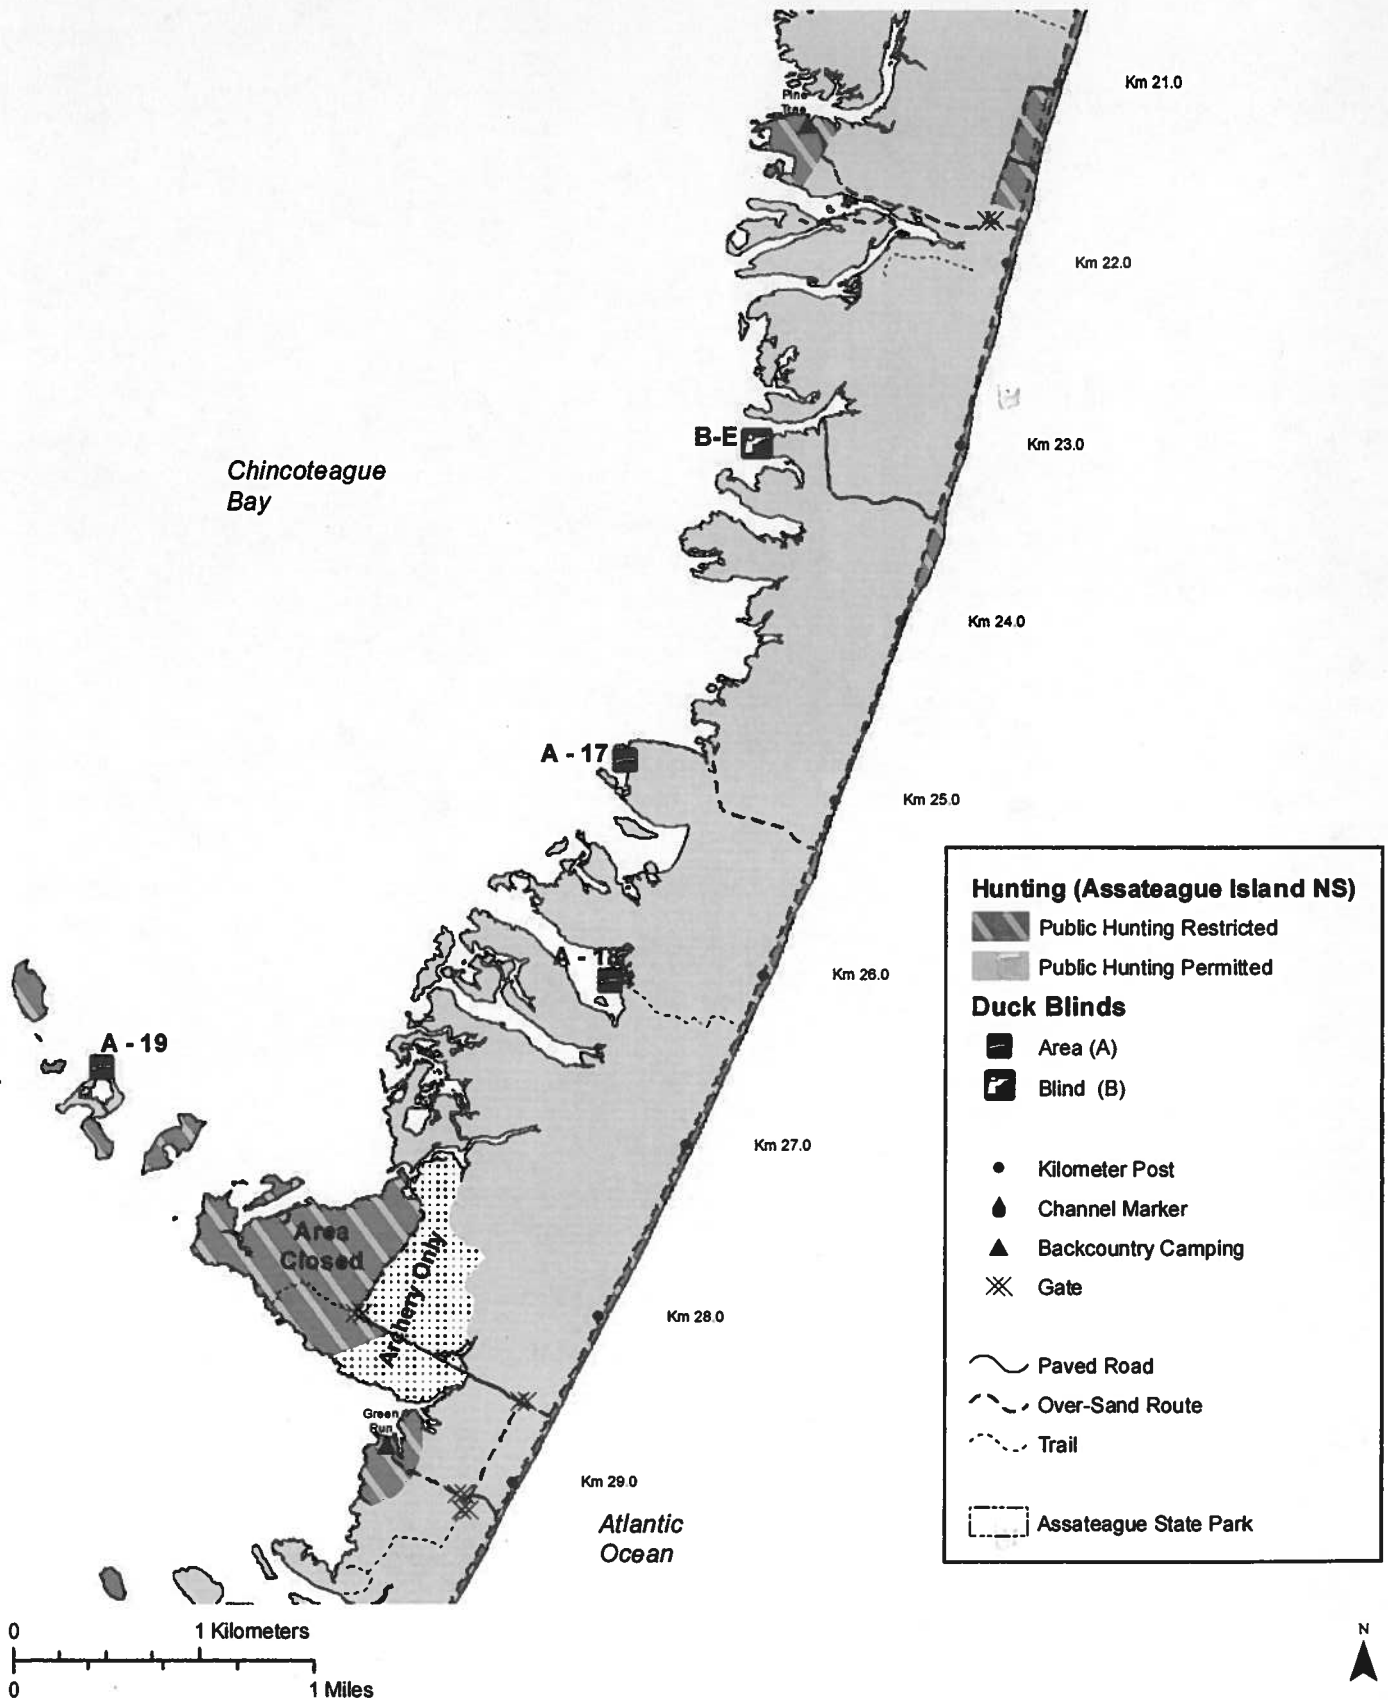 Km 21.0
Pine
Tree
Km 22.0
B-E
Km 23.0
Chincoteague
Bay
Km 24.0
A - 17
Km 25.0
A - 18
Km 26.0
A - 19
Km 27.0
Area
Closed
Archery Only
Km 28.0
Green
Run
Km 29.0
Atlantic
Ocean
Hunting (Assateague Island NS)
Public Hunting Restricted
Public Hunting Permitted
Duck Blinds
Area (A)
Blind (B)
Kilometer Post
Channel Marker
Backcountry Camping
Gate
Paved Road
Over-Sand Route
Trail
Assateague State Park
0 1 Kilometers
0 1 Miles
N